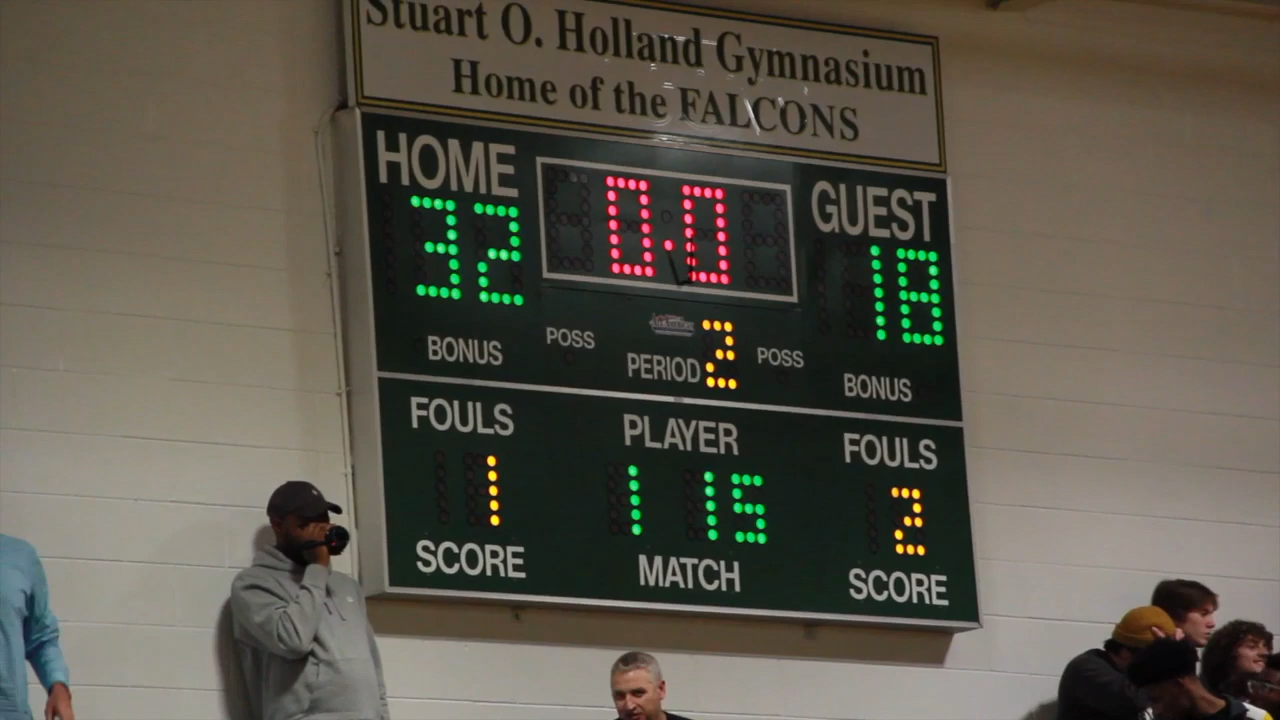 Stuart O. Holland Gymnasium
Home of the FALCONS
HOME 0.0 GUEST
32 18
BONUS POSS PERIOD 2 POSS BONUS
FOULS PLAYER FOULS
1 1 15 2
SCORE MATCH SCORE